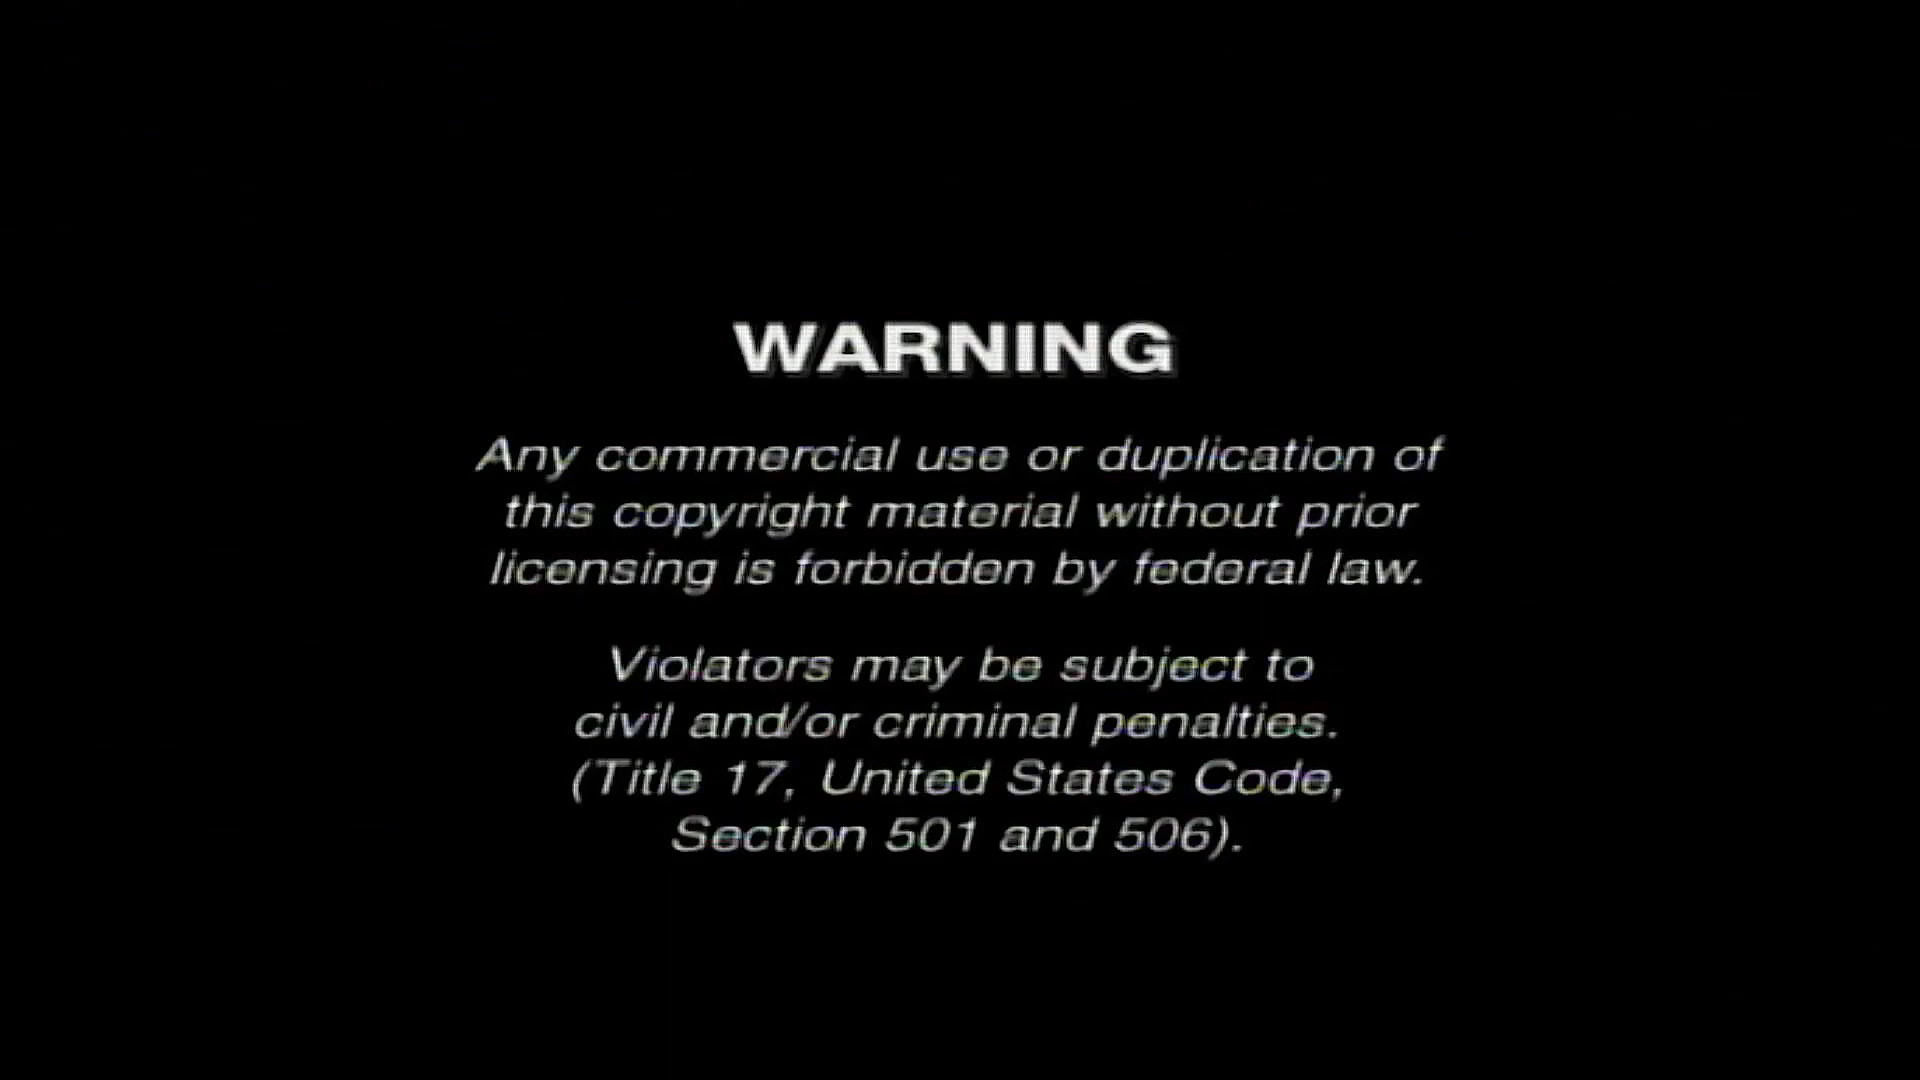 WARNING
Any commercial use or duplication of
this copyright material without prior
licensing is forbidden by federal law.
Violators may be subject to
civil and/or criminal penalties.
(Title 17, United States Code,
Section 501 and 506).